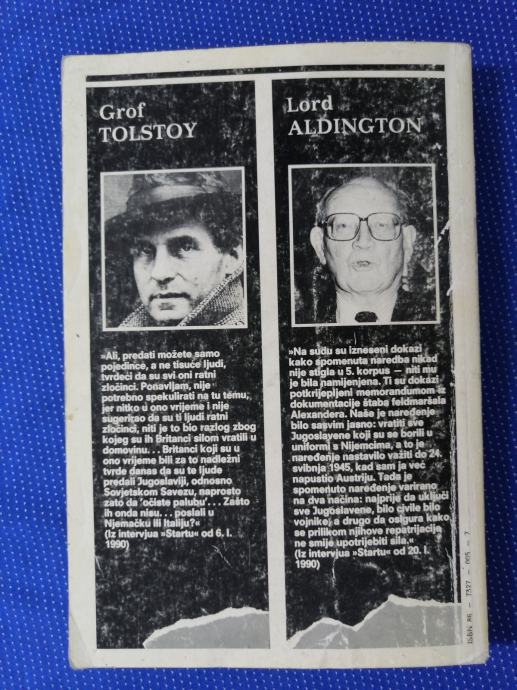 Grof
TOLSTOY
»Ali, predati možete samo
pojedince, a ne tisuće ljudi,
tvrdeći da su svi oni ratni
zločinci. Ponavljam, nije
potrebno spekulirati na tu temu,
jer nitko u ono vrijeme i nije
sugerirao da su ti ljudi ratni
zločinci, niti je to bio razlog zbog
kojeg su ih Britanci silom vratili u
domovinu... Britanci koji su u
ono vrijeme bili za to nadležni
tvrde danas da su te ljude
predali Jugoslaviji, odnosno
Sovjetskom Savezu, naprosto
zato da 'očiste palubu'... Zašto
ih onda nisu... poslali u
Njemačku ili Italiju?«
(Iz intervjua »Startu« od 6. I.
1990)
Lord
ALDINGTON
»Na sudu su izneseni dokazi
kako spomenuta naredba nikad
nije stigla u 5. korpus — niti mu
je bila namijenjena. Ti su dokazi
potkrijepljeni memorandumom iz
dokumentacije štaba feldmaršala
Alexandera. Naše je naređenje
bilo sasvim jasno: vratiti sve
Jugoslavene koji su se borili u
uniformi s Nijemcima, a to je
naređenje nastavilo važiti do 24.
svibnja 1945, kad sam ja već
napustio Austriju. Tada je
spomenuto naređenje varirano
na dva načina: najprije da uključi
sve Jugoslavene, bilo civile bilo
vojnike, a drugo da osigura kako
se prilikom njihove repatrijacije
ne smije upotrijebiti sila.«
(Iz intervjua »Startu« od 20. I.
1990)
ISBN 86 - 7327 - 005 - 7